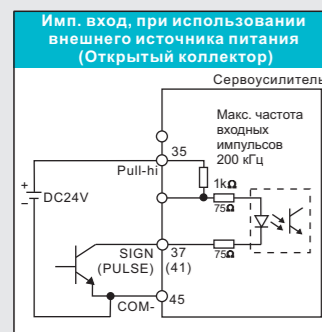 Имп. вход, при использовании
внешнего источника питания
(Открытый коллектор)
Сервоусилитель
Макс. частота
входных
импульсов
200 кГц
35
Pull-hi
1kΩ
75Ω
+
−
DC24V
SIGN
(PULSE)
37
(41)
75Ω
45
COM-